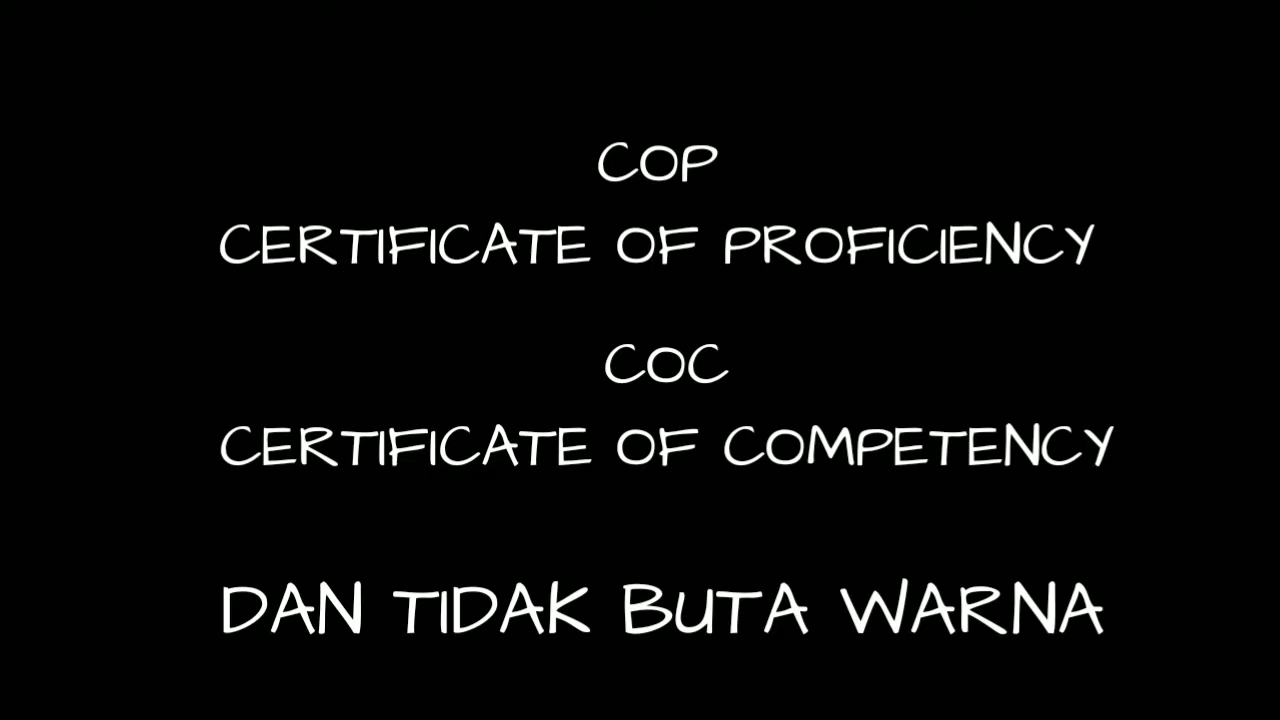 COP
CERTIFICATE OF PROFICIENCY
COC
CERTIFICATE OF COMPETENCY
DAN TIDAK BUTA WARNA